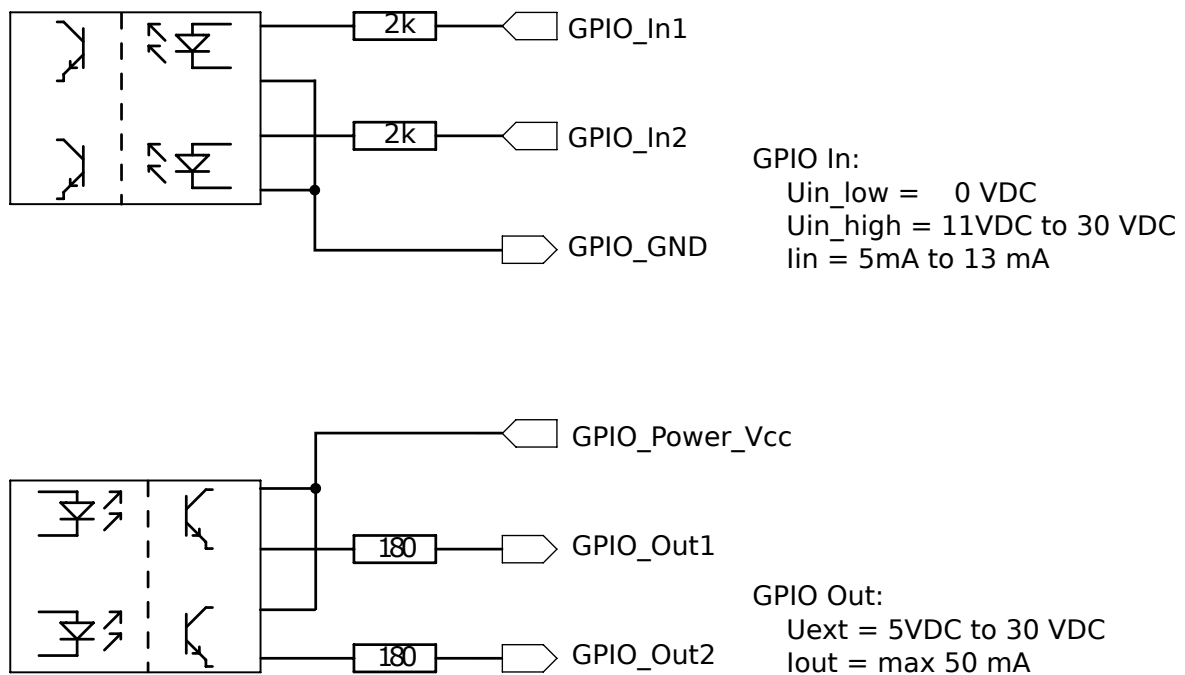 2k GPIO_In1
2k GPIO_In2
GPIO_GND
GPIO In:
Uin_low = 0 VDC
Uin_high = 11VDC to 30 VDC
Iin = 5mA to 13 mA
GPIO_Power_Vcc
180 GPIO_Out1
180 GPIO_Out2
GPIO Out:
Uext = 5VDC to 30 VDC
Iout = max 50 mA